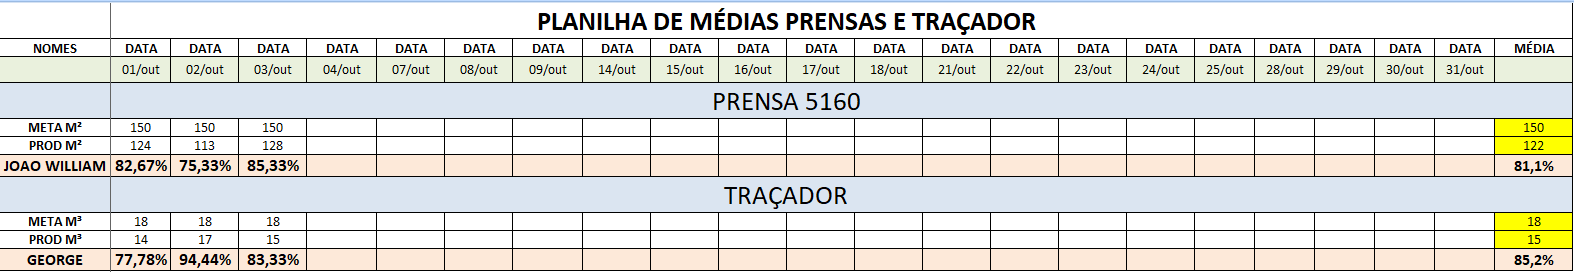 PLANILHA DE MÉDIAS PRENSAS E TRAÇADOR
NOMES DATA DATA DATA DATA DATA DATA DATA DATA DATA DATA DATA DATA DATA DATA DATA DATA DATA DATA DATA DATA DATA MÉDIA
01/out 02/out 03/out 04/out 07/out 08/out 09/out 14/out 15/out 16/out 17/out 18/out 21/out 22/out 23/out 24/out 25/out 28/out 29/out 30/out 31/out
PRENSA 5160
META M² 150 150 150 150
PROD M² 124 113 128 122
JOAO WILLIAM 82,67% 75,33% 85,33% 81,1%
TRAÇADOR
META M³ 18 18 18 18
PROD M³ 14 17 15 15
GEORGE 77,78% 94,44% 83,33% 85,2%